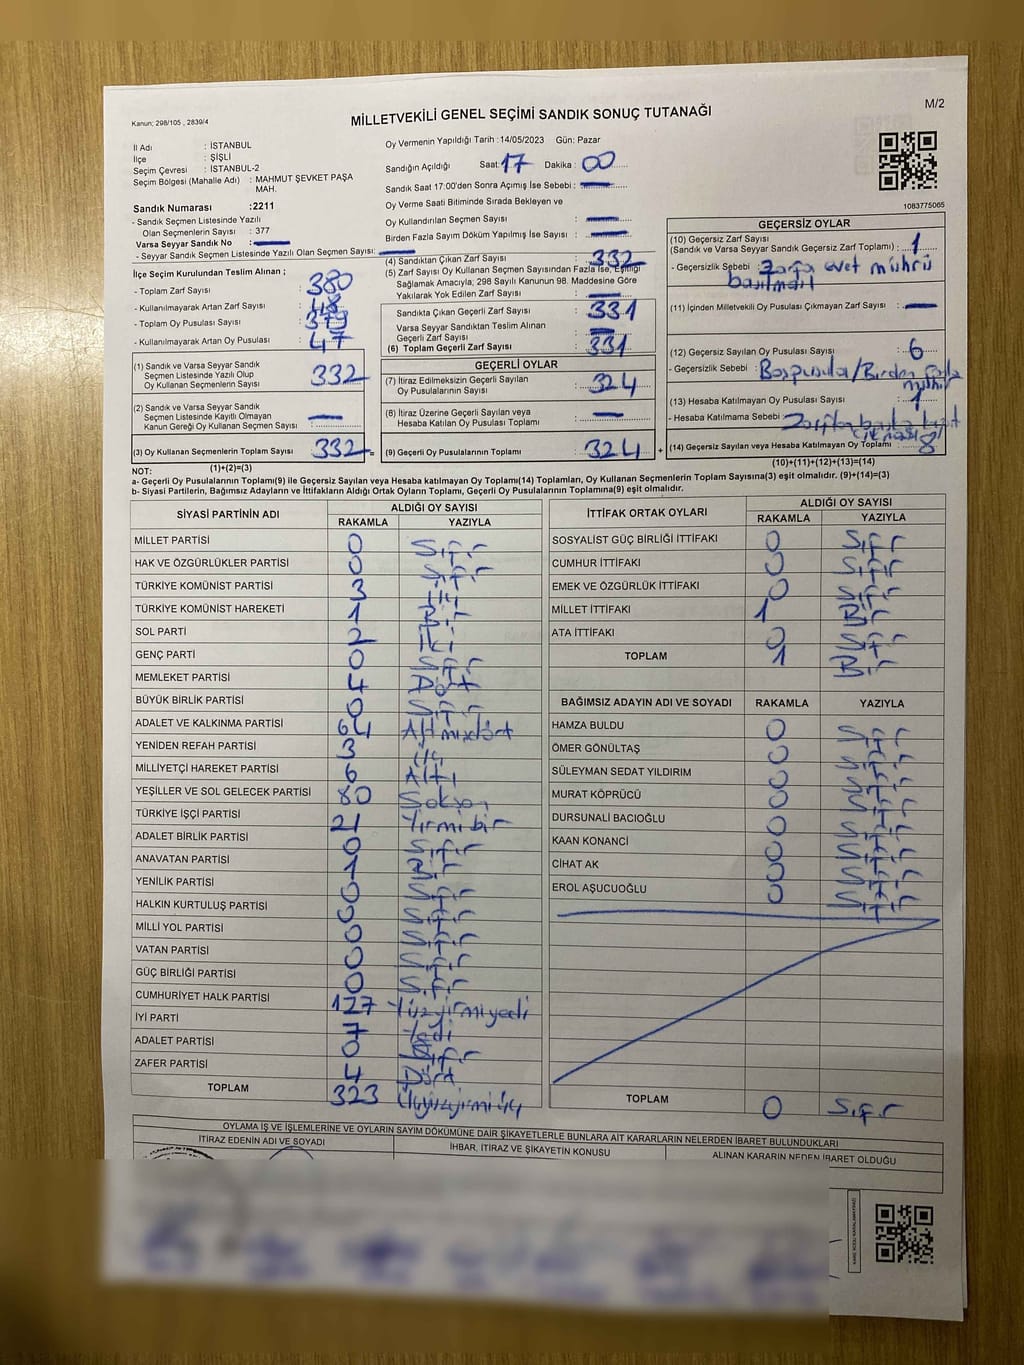 Kanun: 298/105 , 2839/4
MİLLETVEKİLİ GENEL SEÇİMİ SANDIK SONUÇ TUTANAĞI
M/2
İl Adı : İSTANBUL
İlçe : ŞİŞLİ
Seçim Çevresi : İSTANBUL-2
Seçim Bölgesi (Mahalle Adı) : MAHMUT ŞEVKET PAŞA
MAH.
Sandık Numarası :2211
- Sandık Seçmen Listesinde Yazılı
Olan Seçmenlerin Sayısı : 377
Varsa Seyyar Sandık No :
- Seyyar Sandık Seçmen Listesinde Yazılı Olan Seçmen Sayısı:
Oy Vermenin Yapıldığı Tarih : 14/05/2023 Gün: Pazar
Sandığın Açıldığı Saat: 17 Dakika : 00
Sandık Saat 17:00'den Sonra Açımış İse Sebebi :
Oy Verme Saati Bitiminde Sırada Bekleyen ve
Oy Kullandırılan Seçmen Sayısı :
Birden Fazla Sayım Döküm Yapılmış İse Sayısı :
1083775065
İlçe Seçim Kurulundan Teslim Alınan ;
- Toplam Zarf Sayısı : 380
- Kullanılmayarak Artan Zarf Sayısı : 48
- Toplam Oy Pusulası Sayısı : 379
- Kullanılmayarak Artan Oy Pusulası : 47
(1) Sandık ve Varsa Seyyar Sandık
Seçmen Listesinde Yazılı Olup
Oy Kullanan Seçmenlerin Sayısı : 332
(2) Sandık ve Varsa Seyyar Sandık
Seçmen Listesinde Kayıtlı Olmayan
Kanun Gereği Oy Kullanan Seçmen Sayısı :
(3) Oy Kullanan Seçmenlerin Toplam Sayısı : 332 =
(4) Sandıktan Çıkan Zarf Sayısı : 332
(5) Zarf Sayısı Oy Kullanan Seçmen Sayısından Fazla İse, Eşitliği
Sağlamak Amacıyla; 298 Sayılı Kanunun 98. Maddesine Göre
Yakılarak Yok Edilen Zarf Sayısı :
Sandıkta Çıkan Geçerli Zarf Sayısı : 331
Varsa Seyyar Sandıktan Teslim Alınan
Geçerli Zarf Sayısı :
(6) Toplam Geçerli Zarf Sayısı : 331
GEÇERLİ OYLAR
(7) İtiraz Edilmeksizin Geçerli Sayılan
Oy Pusulalarının Sayısı : 324
(8) İtiraz Üzerine Geçerli Sayılan veya
Hesaba Katılan Oy Pusulası Toplamı :
(9) Geçerli Oy Pusulalarının Toplamı : 324 +
GEÇERSİZ OYLAR
(10) Geçersiz Zarf Sayısı
(Sandık ve Varsa Seyyar Sandık Geçersiz Zarf Toplamı) : 1
- Geçersizlik Sebebi : Zarfa evet mührü
basılması
(11) İçinden Milletvekili Oy Pusulası Çıkmayan Zarf Sayısı :
(12) Geçersiz Sayılan Oy Pusulası Sayısı : 6
- Geçersizlik Sebebi : Boşpusula/Birden fazla
mühür
(13) Hesaba Katılmayan Oy Pusulası Sayısı : 1
- Hesaba Katılmama Sebebi : Zarftan başka kağıt
çıkması
(14) Geçersiz Sayılan veya Hesaba Katılmayan Oy Toplamı : 8
NOT: (1)+(2)=(3) (10)+(11)+(12)+(13)=(14)
a- Geçerli Oy Pusulasının Toplamı(9) ile Geçersiz Sayılan veya Hesaba katılmayan Oy Toplamı(14) Toplamları, Oy Kullanan Seçmenlerin Toplam Sayısına(3) eşit olmalıdır. (9)+(14)=(3)
b- Siyasi Partilerin, Bağımsız Adayların ve İttifakların Aldığı Ortak Oyların Toplamı, Geçerli Oy Pusulalarının Toplamına(9) eşit olmalıdır.
SİYASİ PARTİNİN ADI ALDIĞI OY SAYISI
RAKAMLA YAZIYLA
MİLLET PARTİSİ 0 Sıfır
HAK VE ÖZGÜRLÜKLER PARTİSİ 0 Sıfır
TÜRKİYE KOMÜNİST PARTİSİ 3 Üç
TÜRKİYE KOMÜNİST HAREKETİ 1 Bir
SOL PARTİ 2 İki
GENÇ PARTİ 0 Sıfır
MEMLEKET PARTİSİ 4 Dört
BÜYÜK BİRLİK PARTİSİ 0 Sıfır
ADALET VE KALKINMA PARTİSİ 64 Altmışdört
YENİDEN REFAH PARTİSİ 3 Üç
MİLLİYETÇİ HAREKET PARTİSİ 6 Altı
YEŞİLLER VE SOL GELECEK PARTİSİ 80 Seksen
TÜRKİYE İŞÇİ PARTİSİ 21 Yirmibir
ADALET BİRLİK PARTİSİ 0 Sıfır
ANAVATAN PARTİSİ 1 Bir
YENİLİK PARTİSİ 0 Sıfır
HALKIN KURTULUŞ PARTİSİ 0 Sıfır
MİLLİ YOL PARTİSİ 0 Sıfır
VATAN PARTİSİ 0 Sıfır
GÜÇ BİRLİĞİ PARTİSİ 0 Sıfır
CUMHURİYET HALK PARTİSİ 127 Yüzyirmiyedi
İYİ PARTİ 7 Yedi
ADALET PARTİSİ 0 Sıfır
ZAFER PARTİSİ 4 Dört
TOPLAM 323 Üçyüzyirmiüç
İTTİFAK ORTAK OYLARI ALDIĞI OY SAYISI
RAKAMLA YAZIYLA
SOSYALİST GÜÇ BİRLİĞİ İTTİFAKI 0 Sıfır
CUMHUR İTTİFAKI 0 Sıfır
EMEK VE ÖZGÜRLÜK İTTİFAKI 0 Sıfır
MİLLET İTTİFAKI 1 Bir
ATA İTTİFAKI 0 Sıfır
TOPLAM 1 Bir
BAĞIMSIZ ADAYIN ADI VE SOYADI RAKAMLA YAZIYLA
HAMZA BULDU 0 Sıfır
ÖMER GÖNÜLTAŞ 0 Sıfır
SÜLEYMAN SEDAT YILDIRIM 0 Sıfır
MURAT KÖPRÜCÜ 0 Sıfır
DURSUNALİ BACIOĞLU 0 Sıfır
KAAN KONANCİ 0 Sıfır
CİHAT AK 0 Sıfır
EROL AŞUCUOĞLU 0 Sıfır
TOPLAM 0 Sıfır
OYLAMA İŞ VE İŞLEMLERİNE VE OYLARIN SAYIM DÖKÜMÜNE DAİR ŞİKAYETLERLE BUNLARA AİT KARARLARIN NELERDEN İBARET BULUNDUKLARI
İTİRAZ EDENİN ADI VE SOYADI İHBAR, İTİRAZ VE ŞİKAYETİN KONUSU ALINAN KARARIN NEDEN İBARET OLDUĞU